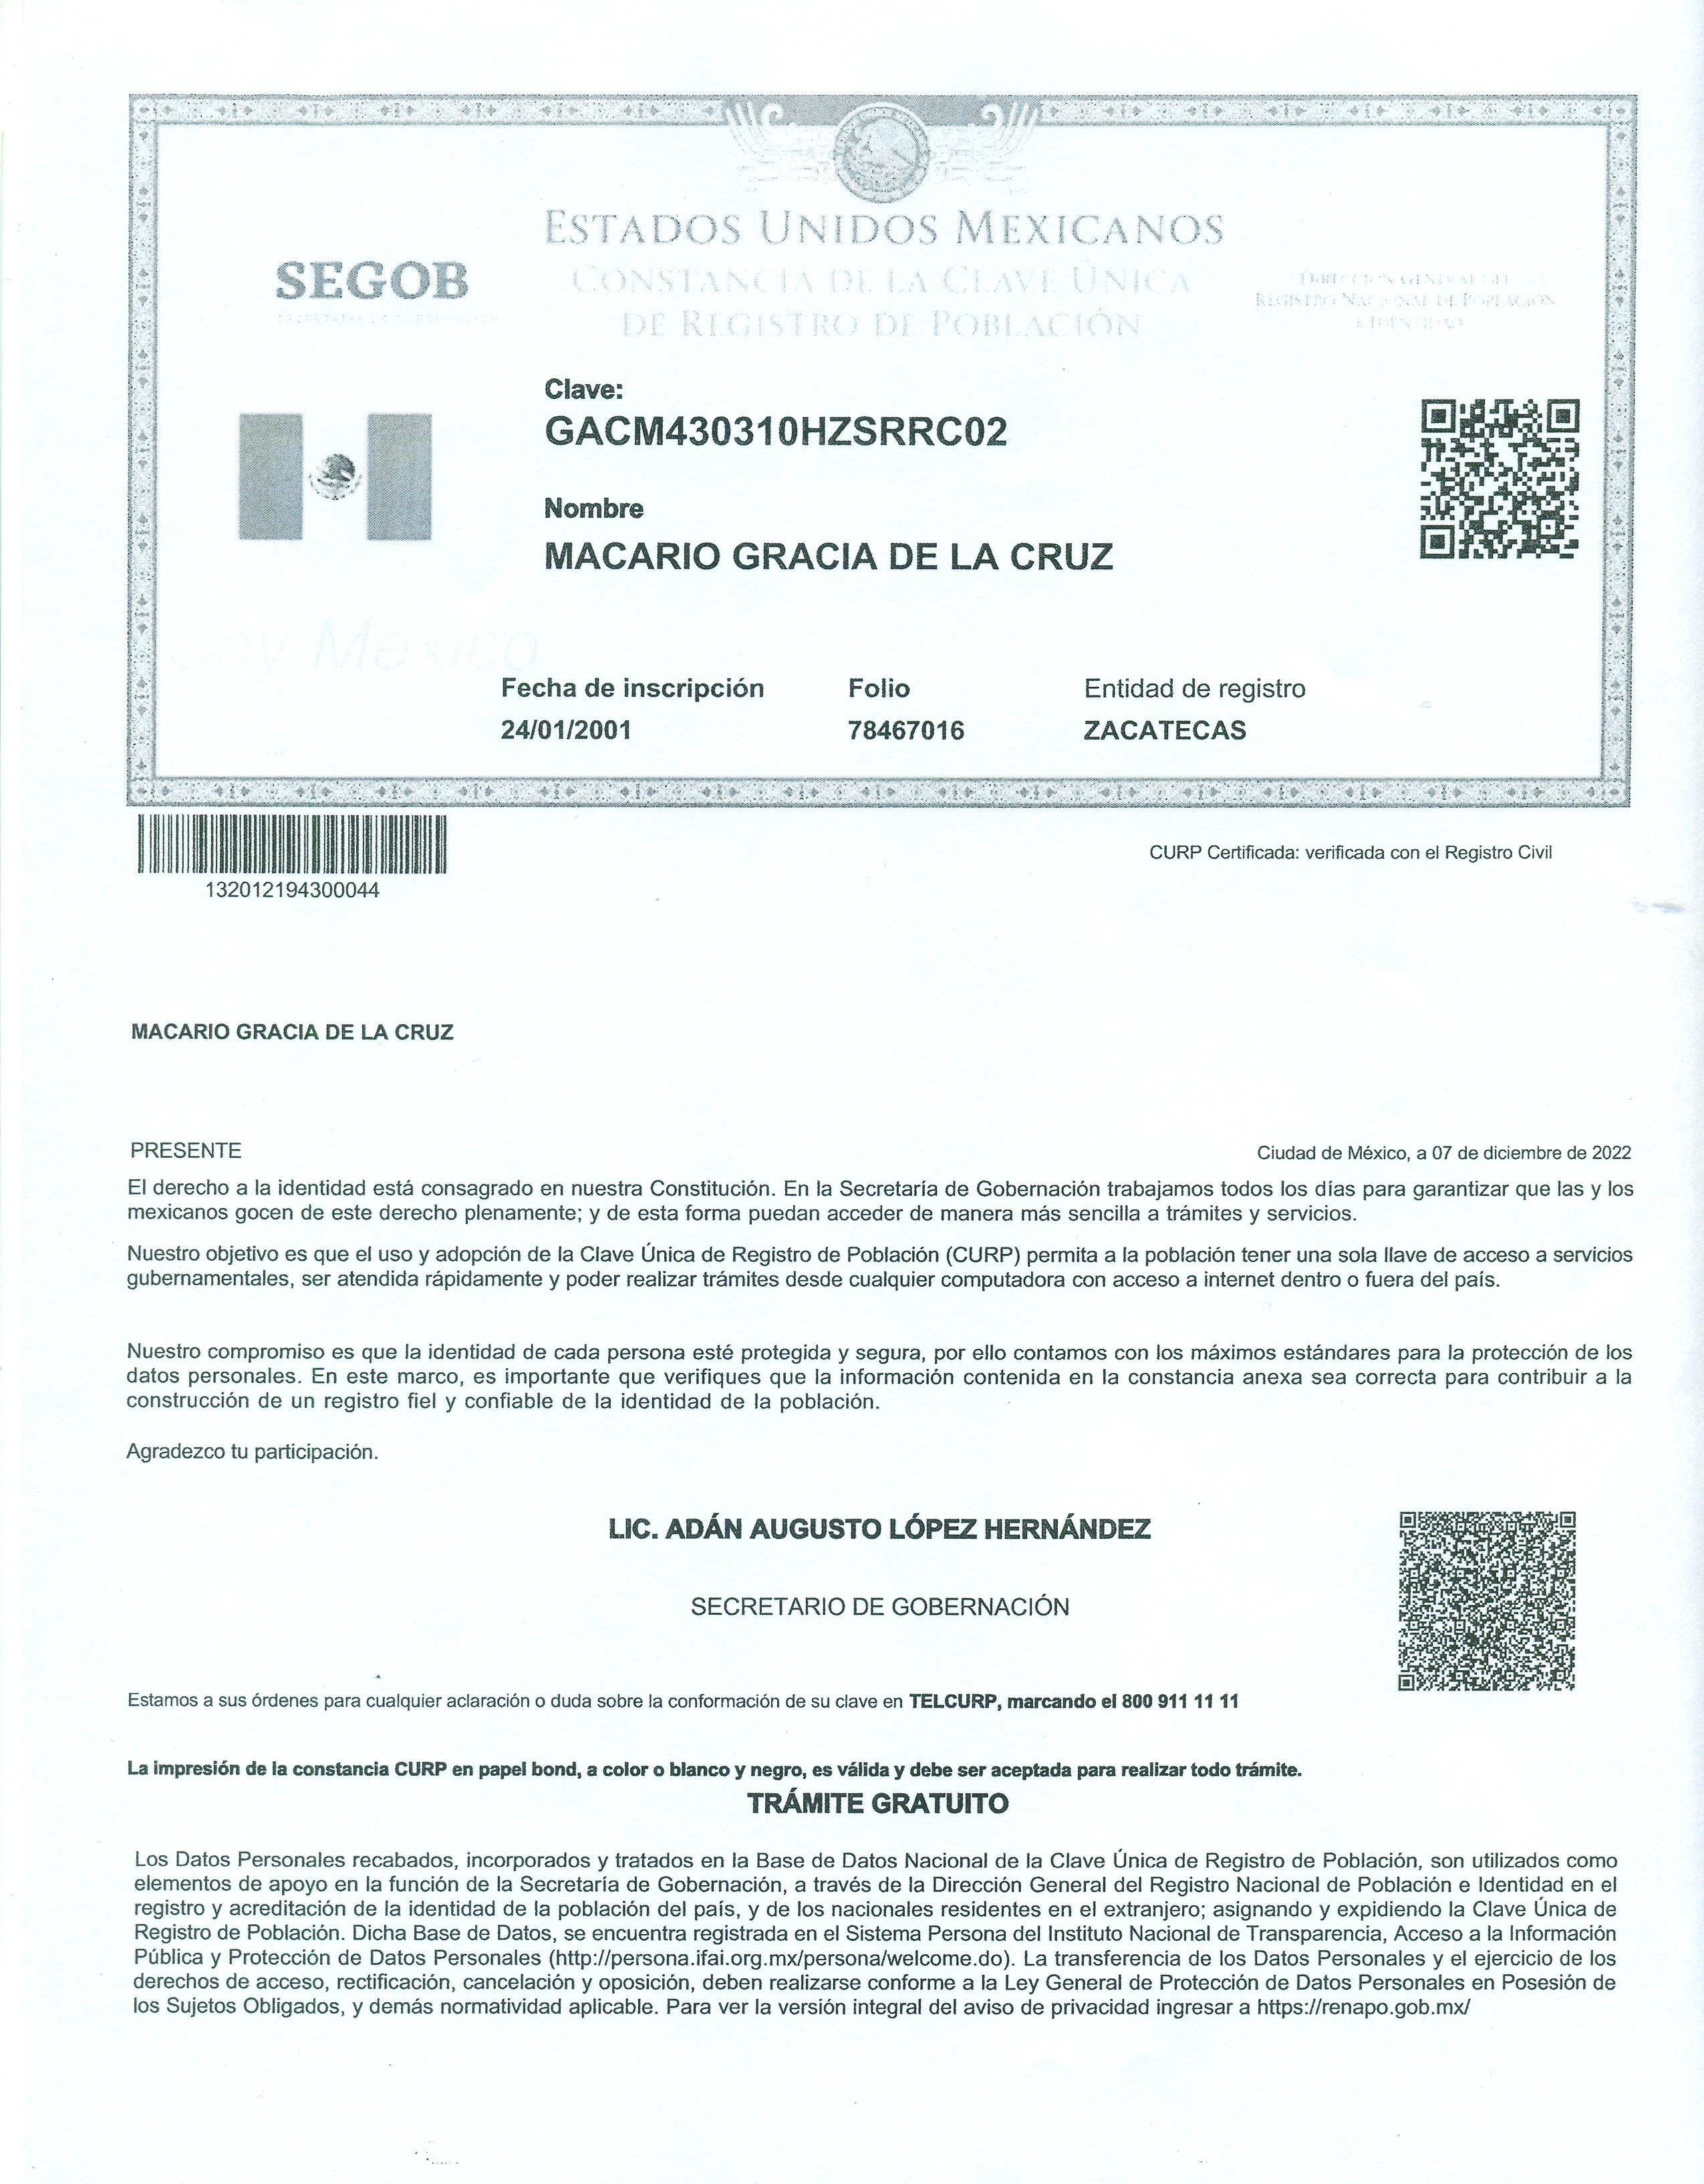 ESTADOS UNIDOS MEXICANOS
SEGOB
CONSTANCIA DE LA CLAVE ÚNICA
DE REGISTRO DE POBLACIÓN
SECRETARÍA DE GOBERNACIÓN
DIRECCIÓN GENERAL DEL
REGISTRO NACIONAL DE POBLACIÓN
E IDENTIDAD
Clave:
GACM430310HZSRRC02
Nombre
MACARIO GRACIA DE LA CRUZ
México
Fecha de inscripción Folio Entidad de registro
24/01/2001 78467016 ZACATECAS
132012194300044
CURP Certificada: verificada con el Registro Civil
MACARIO GRACIA DE LA CRUZ
PRESENTE
Ciudad de México, a 07 de diciembre de 2022
El derecho a la identidad está consagrado en nuestra Constitución. En la Secretaría de Gobernación trabajamos todos los días para garantizar que las y los
mexicanos gocen de este derecho plenamente; y de esta forma puedan acceder de manera más sencilla a trámites y servicios.
Nuestro objetivo es que el uso y adopción de la Clave Única de Registro de Población (CURP) permita a la población tener una sola llave de acceso a servicios
gubernamentales, ser atendida rápidamente y poder realizar trámites desde cualquier computadora con acceso a internet dentro o fuera del país.
Nuestro compromiso es que la identidad de cada persona esté protegida y segura, por ello contamos con los máximos estándares para la protección de los
datos personales. En este marco, es importante que verifiques que la información contenida en la constancia anexa sea correcta para contribuir a la
construcción de un registro fiel y confiable de la identidad de la población.
Agradezco tu participación.
LIC. ADÁN AUGUSTO LÓPEZ HERNÁNDEZ
SECRETARIO DE GOBERNACIÓN
Estamos a sus órdenes para cualquier aclaración o duda sobre la conformación de su clave en TELCURP, marcando el 800 911 11 11
La impresión de la constancia CURP en papel bond, a color o blanco y negro, es válida y debe ser aceptada para realizar todo trámite.
TRÁMITE GRATUITO
Los Datos Personales recabados, incorporados y tratados en la Base de Datos Nacional de la Clave Única de Registro de Población, son utilizados como
elementos de apoyo en la función de la Secretaría de Gobernación, a través de la Dirección General del Registro Nacional de Población e Identidad en el
registro y acreditación de la identidad de la población del país, y de los nacionales residentes en el extranjero; asignando y expidiendo la Clave Única de
Registro de Población. Dicha Base de Datos, se encuentra registrada en el Sistema Persona del Instituto Nacional de Transparencia, Acceso a la Información
Pública y Protección de Datos Personales (http://persona.ifai.org.mx/persona/welcome.do). La transferencia de los Datos Personales y el ejercicio de los
derechos de acceso, rectificación, cancelación y oposición, deben realizarse conforme a la Ley General de Protección de Datos Personales en Posesión de
los Sujetos Obligados, y demás normatividad aplicable. Para ver la versión integral del aviso de privacidad ingresar a https://renapo.gob.mx/